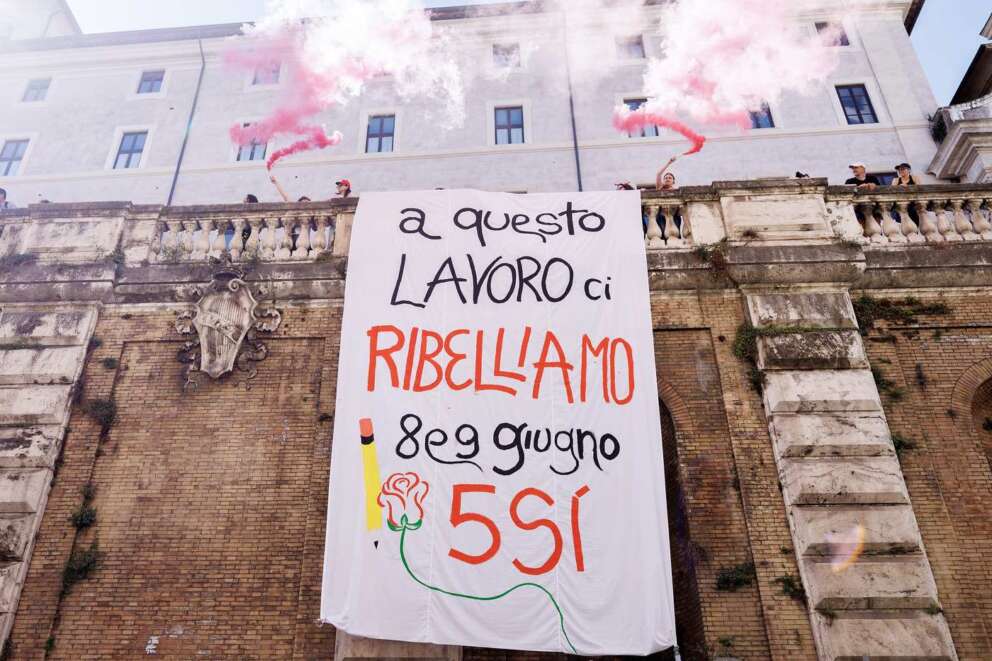 a questo
LAVORO ci
RIBELLIAMO
8e9 giugno
5SÍ